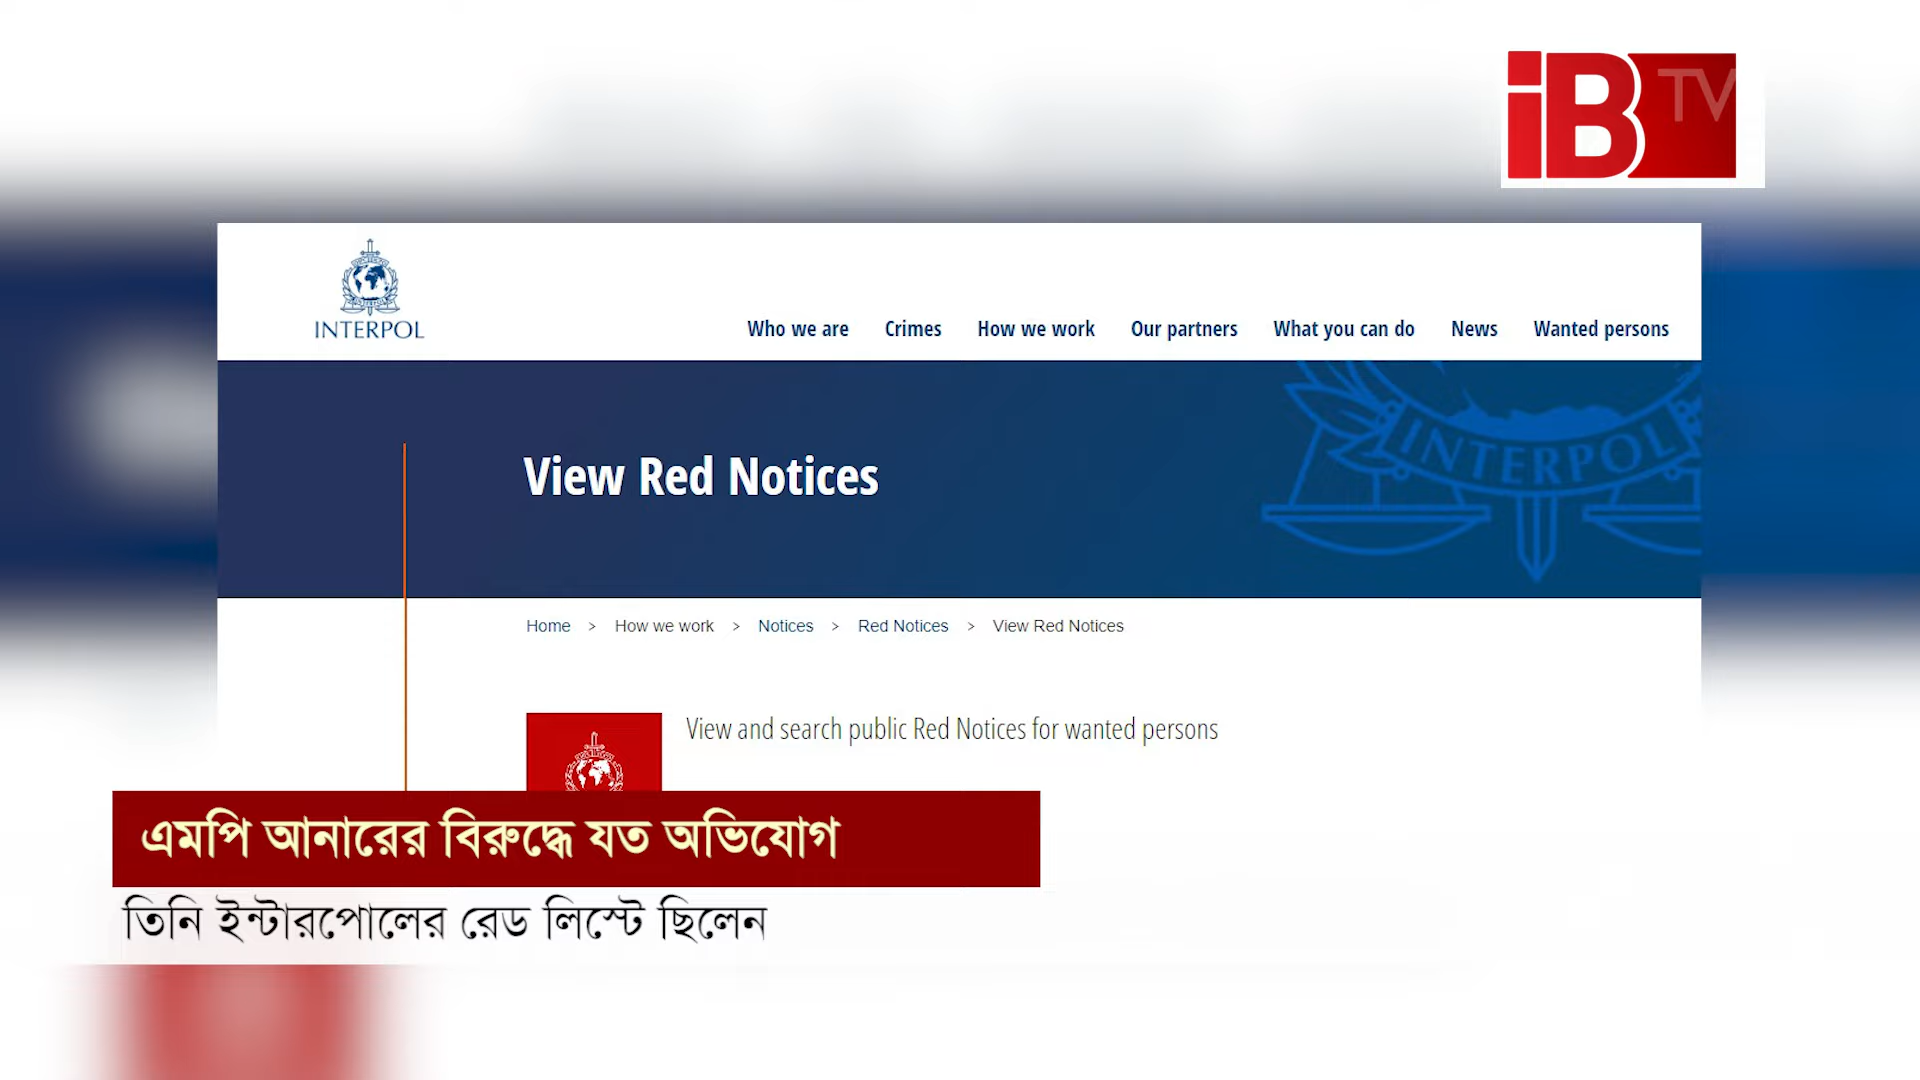 iB TV
INTERPOL
Who we are Crimes How we work Our partners What you can do News Wanted persons
INTERPOL
View Red Notices
Home > How we work > Notices > Red Notices > View Red Notices
View and search public Red Notices for wanted persons
এমপি আনারের বিরুদ্ধে যত অভিযোগ
তিনি ইন্টারপোলের রেড লিস্টে ছিলেন